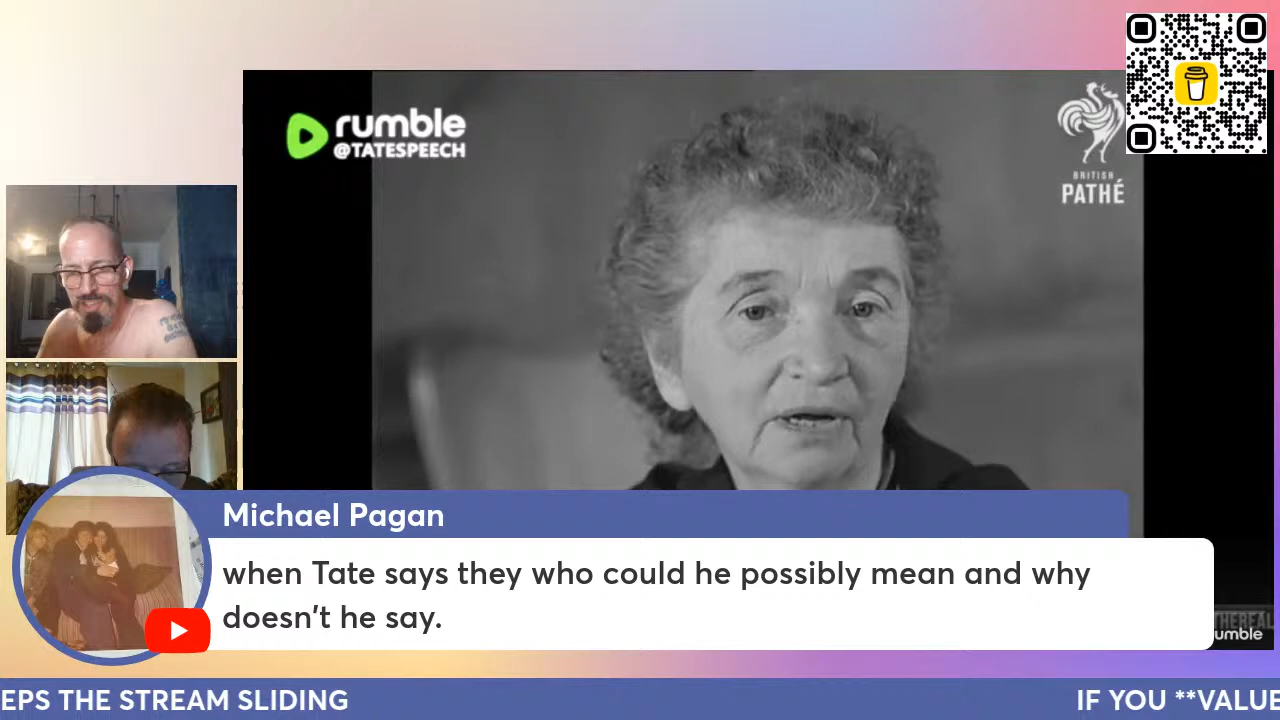 rumble
@TATESPEECH
BRITISH
PATHÉ
Michael Pagan
when Tate says they who could he possibly mean and why
doesn't he say.
THEREAL
umble
EPS THE STREAM SLIDING
IF YOU **VALUE